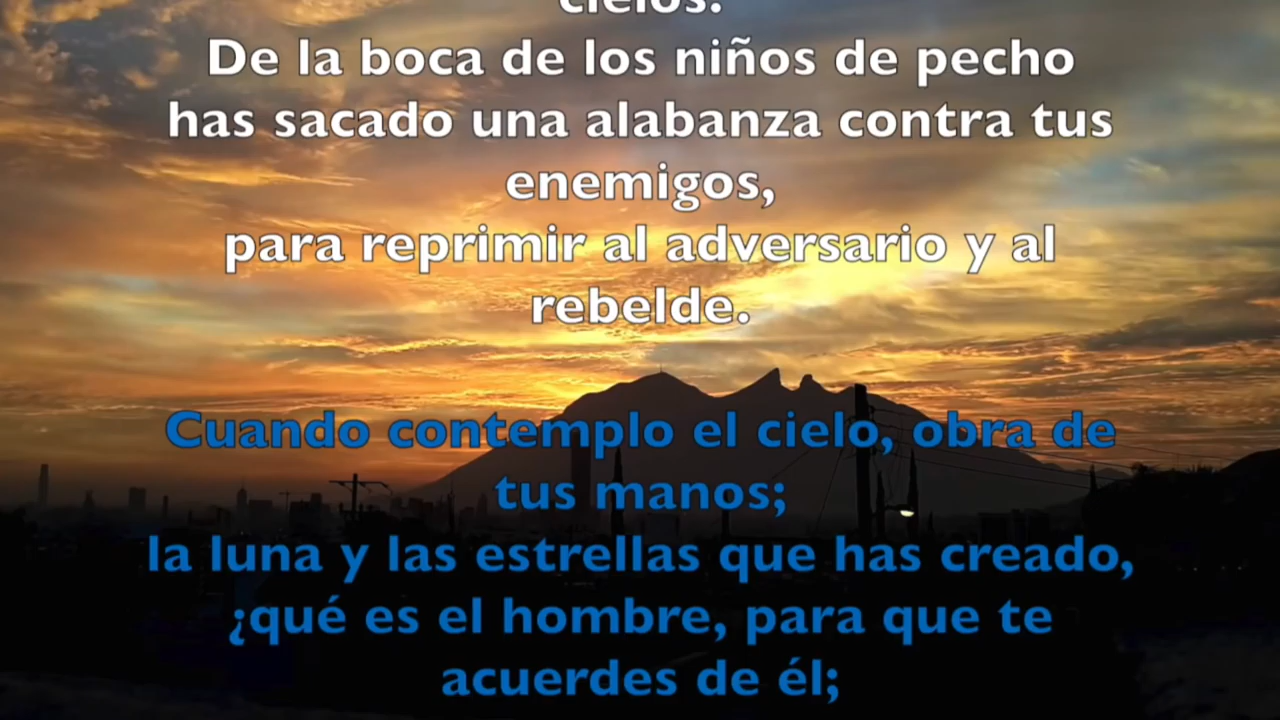 cielos.
De la boca de los niños de pecho
has sacado una alabanza contra tus
enemigos,
para reprimir al adversario y al
rebelde.
Cuando contemplo el cielo, obra de
tus manos;
la luna y las estrellas que has creado,
¿qué es el hombre, para que te
acuerdes de él;